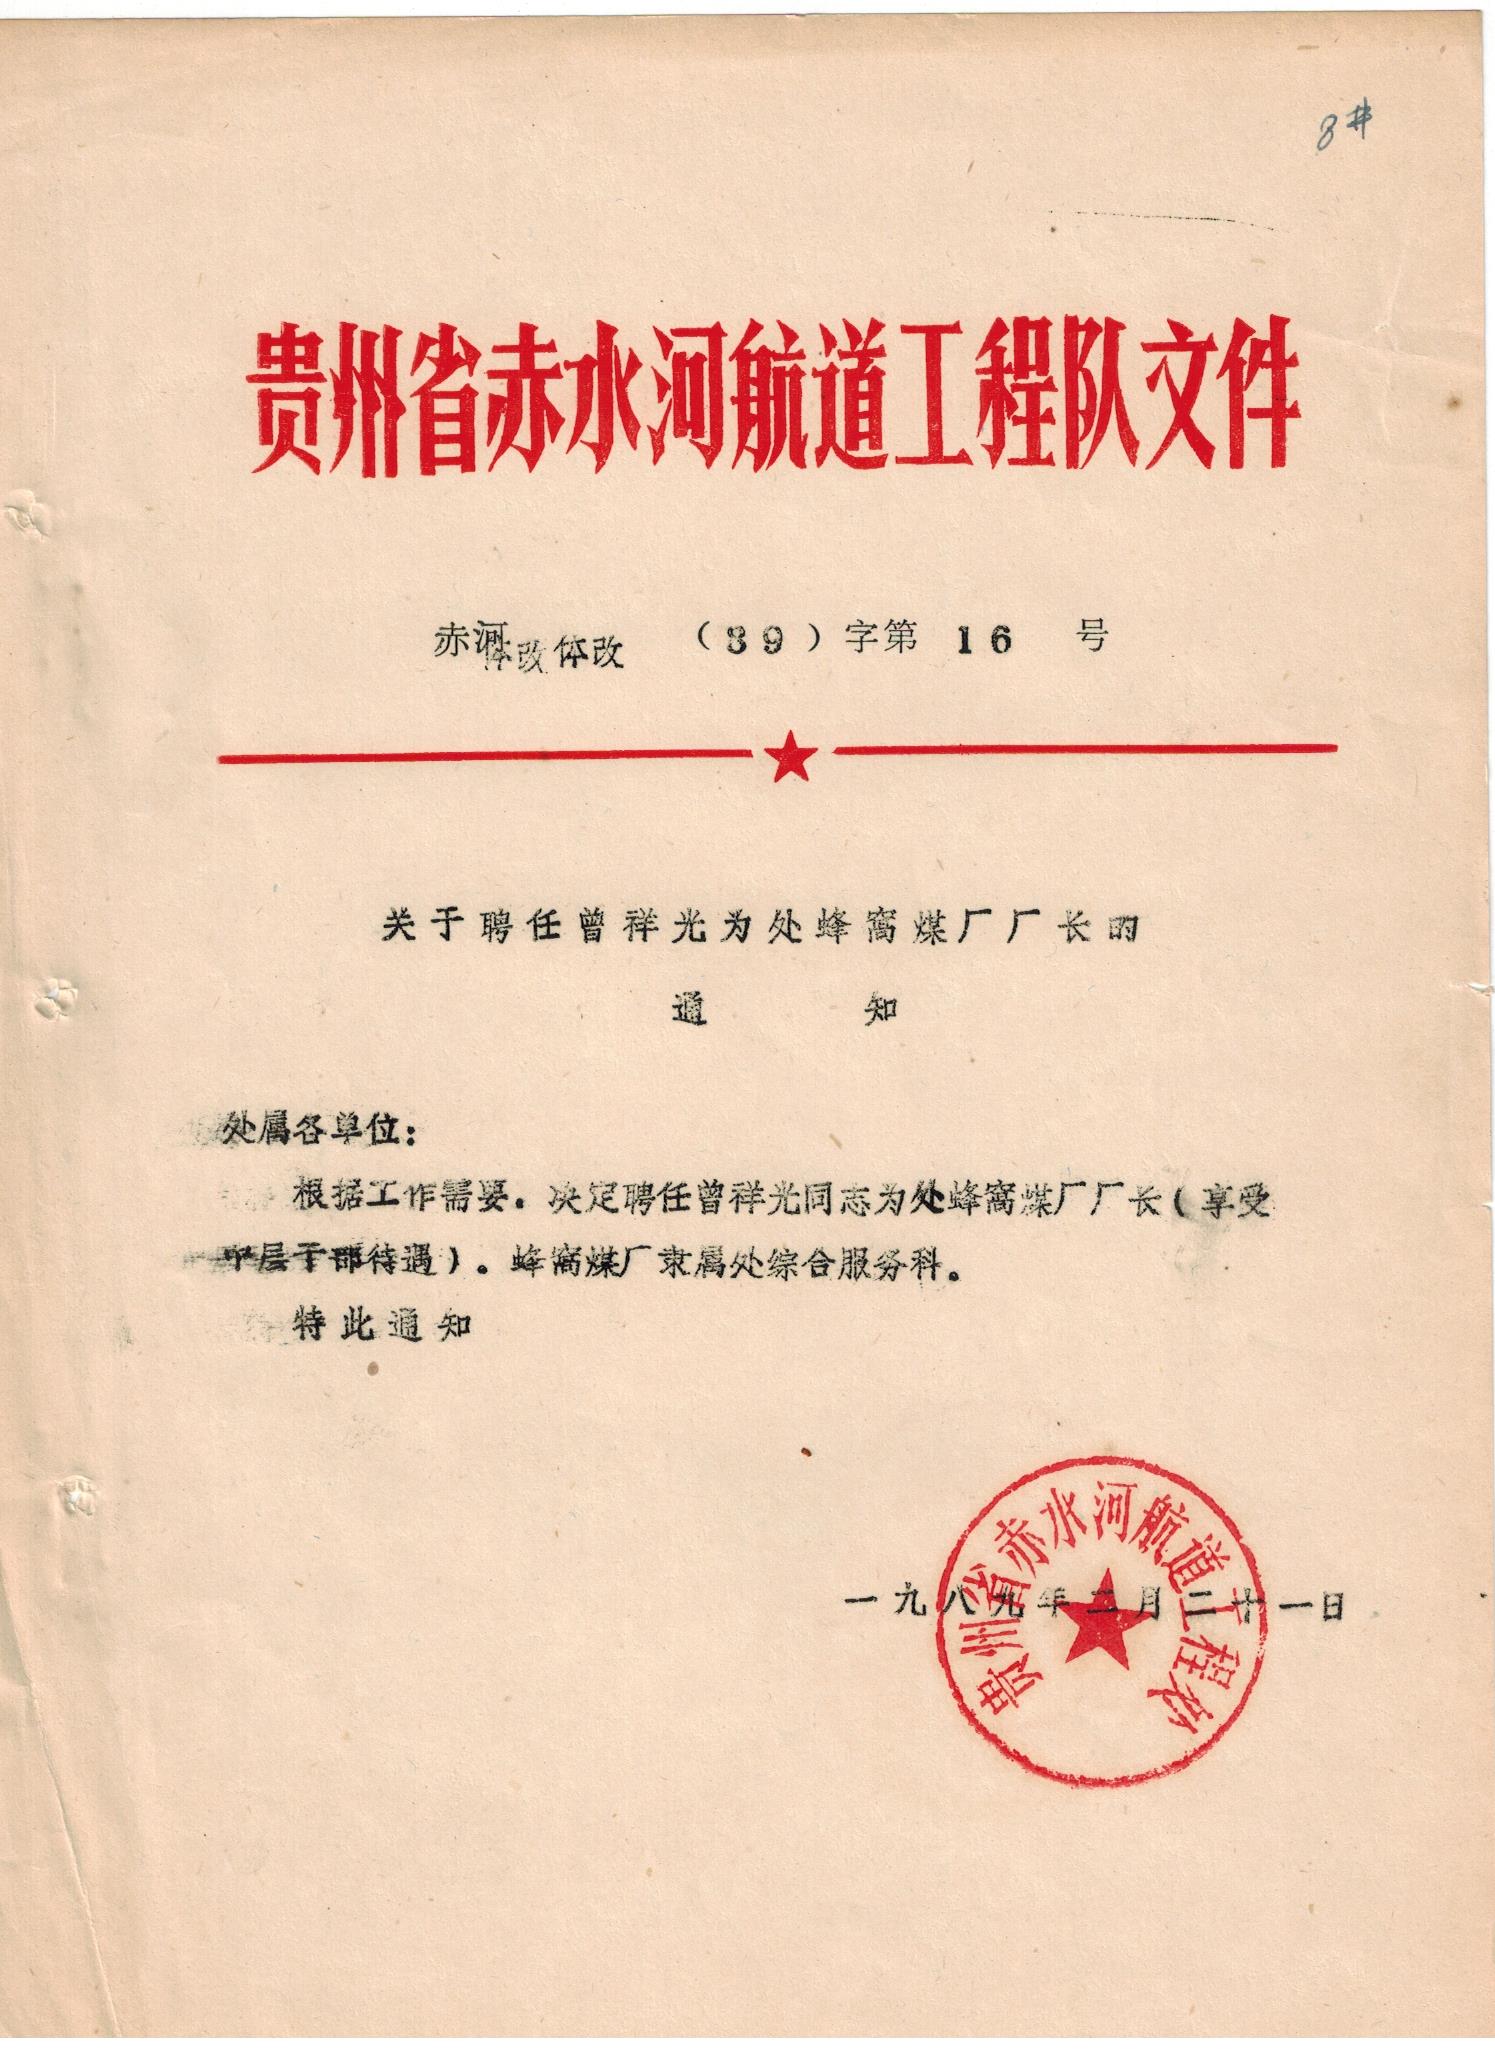 8#
贵州省赤水河航道工程队文件
赤河体改体改（89）字第16号
关于聘任曾祥光为处蜂窝煤厂厂长的
通知
处属各单位：
根据工作需要．决定聘任曾祥光同志为处蜂窝煤厂厂长（享受
中层干部待遇）。蜂窝煤厂隶属处综合服务科。
特此通知
贵州省赤水河航道工程处
一九八九年二月二十一日